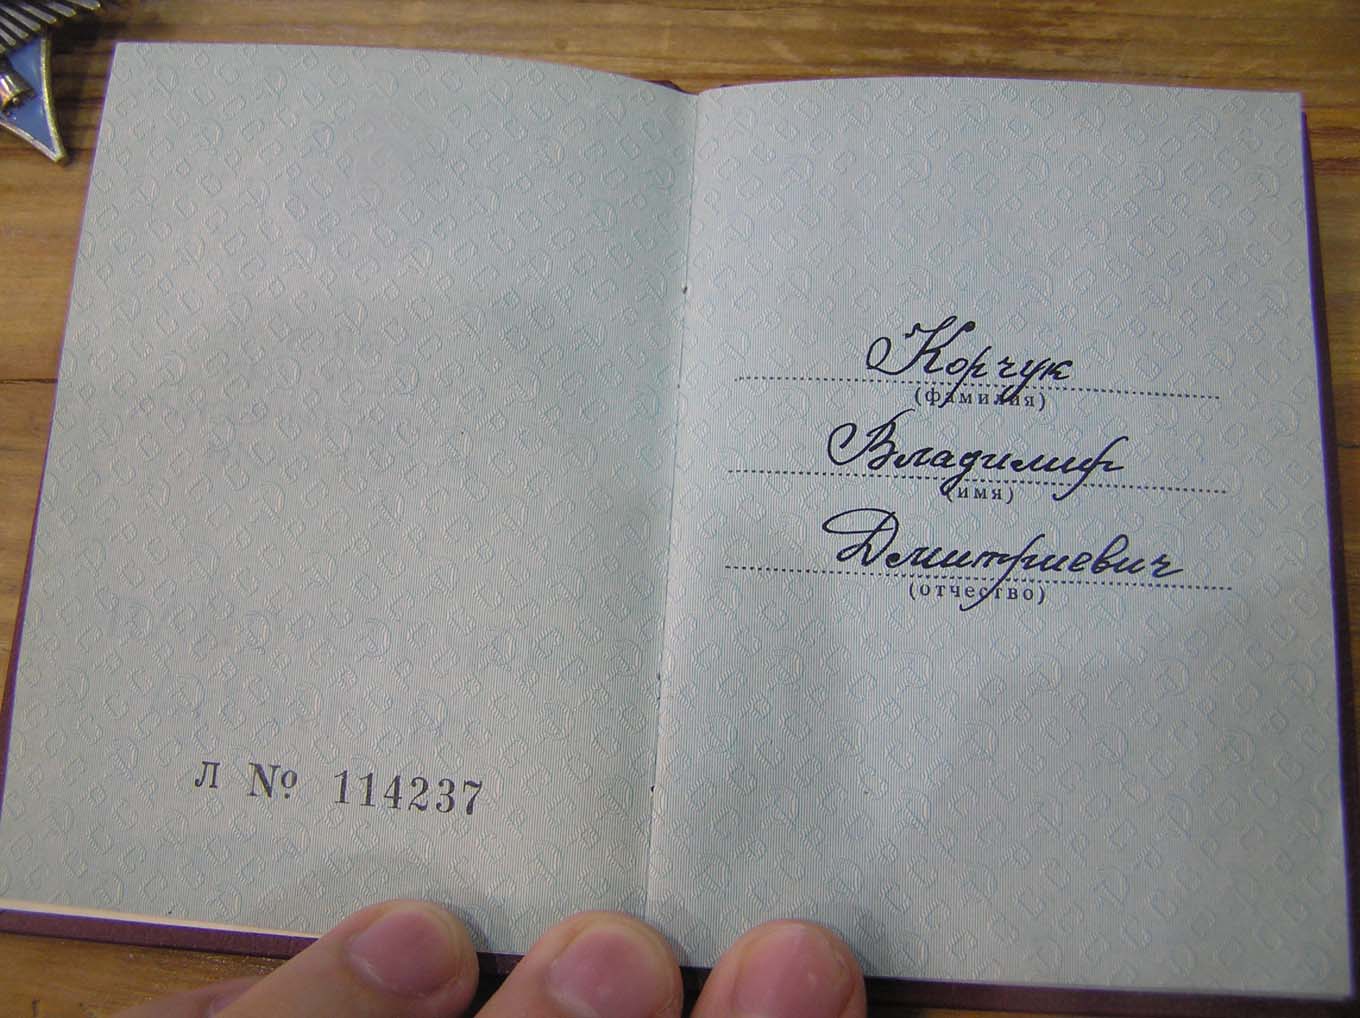 Л № 114237
Корчук
(фамилия)
Владимир
(имя)
Дмитриевич
(отчество)